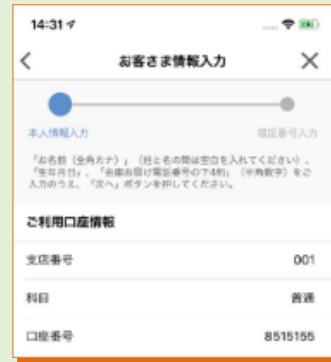 14:31
お客さま情報入力
本人情報入力
暗証番号入力
「お名前（全角カナ）」（姓と名の間は空白を入れてください）、
「生年月日」、「金庫お届け電話番号の下4桁」（半角数字）をご
入力のうえ、「次へ」ボタンを押してください。
ご利用口座情報
支店番号 001
科目 普通
口座番号 8515155